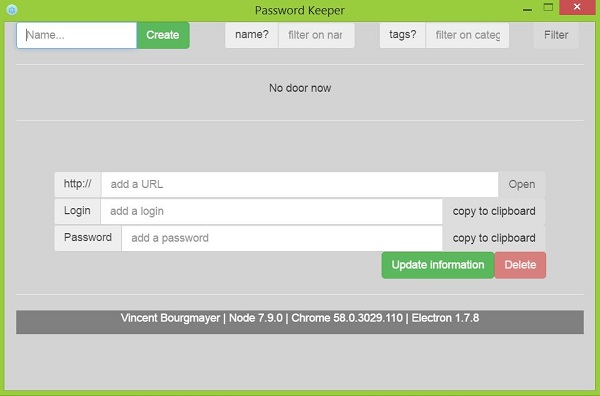 Password Keeper
Name... Create name? filter on nar tags? filter on categ Filter
No door now
http:// add a URL Open
Login add a login copy to clipboard
Password add a password copy to clipboard
Update information Delete
Vincent Bourgmayer | Node 7.9.0 | Chrome 58.0.3029.110 | Electron 1.7.8